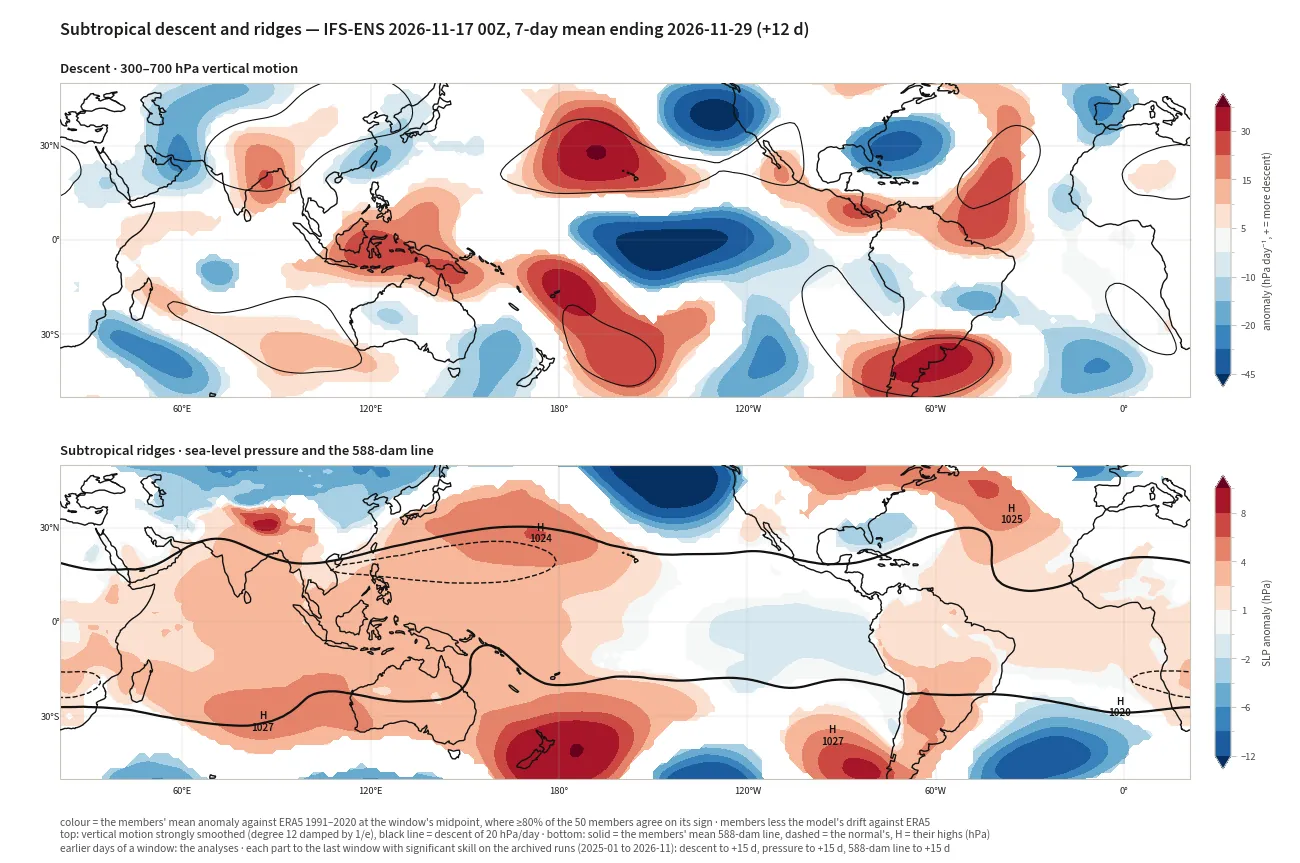 Subtropical descent and ridges — IFS-ENS 2026-11-17 00Z, 7-day mean ending 2026-11-29 (+12 d)
Descent · 300–700 hPa vertical motion
30°N
0°
30°S
60°E
120°E
180°
120°W
60°W
0°
30
15
5
−10
−20
−45
anomaly (hPa day⁻¹, + = more descent)
Subtropical ridges · sea-level pressure and the 588-dam line
30°N
0°
30°S
H
1024
H
1025
H
1027
H
1027
H
1020
60°E
120°E
180°
120°W
60°W
0°
8
4
1
−2
−6
−12
SLP anomaly (hPa)
colour = the members' mean anomaly against ERA5 1991–2020 at the window's midpoint, where ≥80% of the 50 members agree on its sign · members less the model's drift against ERA5
top: vertical motion strongly smoothed (degree 12 damped by 1/e), black line = descent of 20 hPa/day · bottom: solid = the members' mean 588-dam line, dashed = the normal's, H = their highs (hPa)
earlier days of a window: the analyses · each part to the last window with significant skill on the archived runs (2025-01 to 2026-11): descent to +15 d, pressure to +15 d, 588-dam line to +15 d